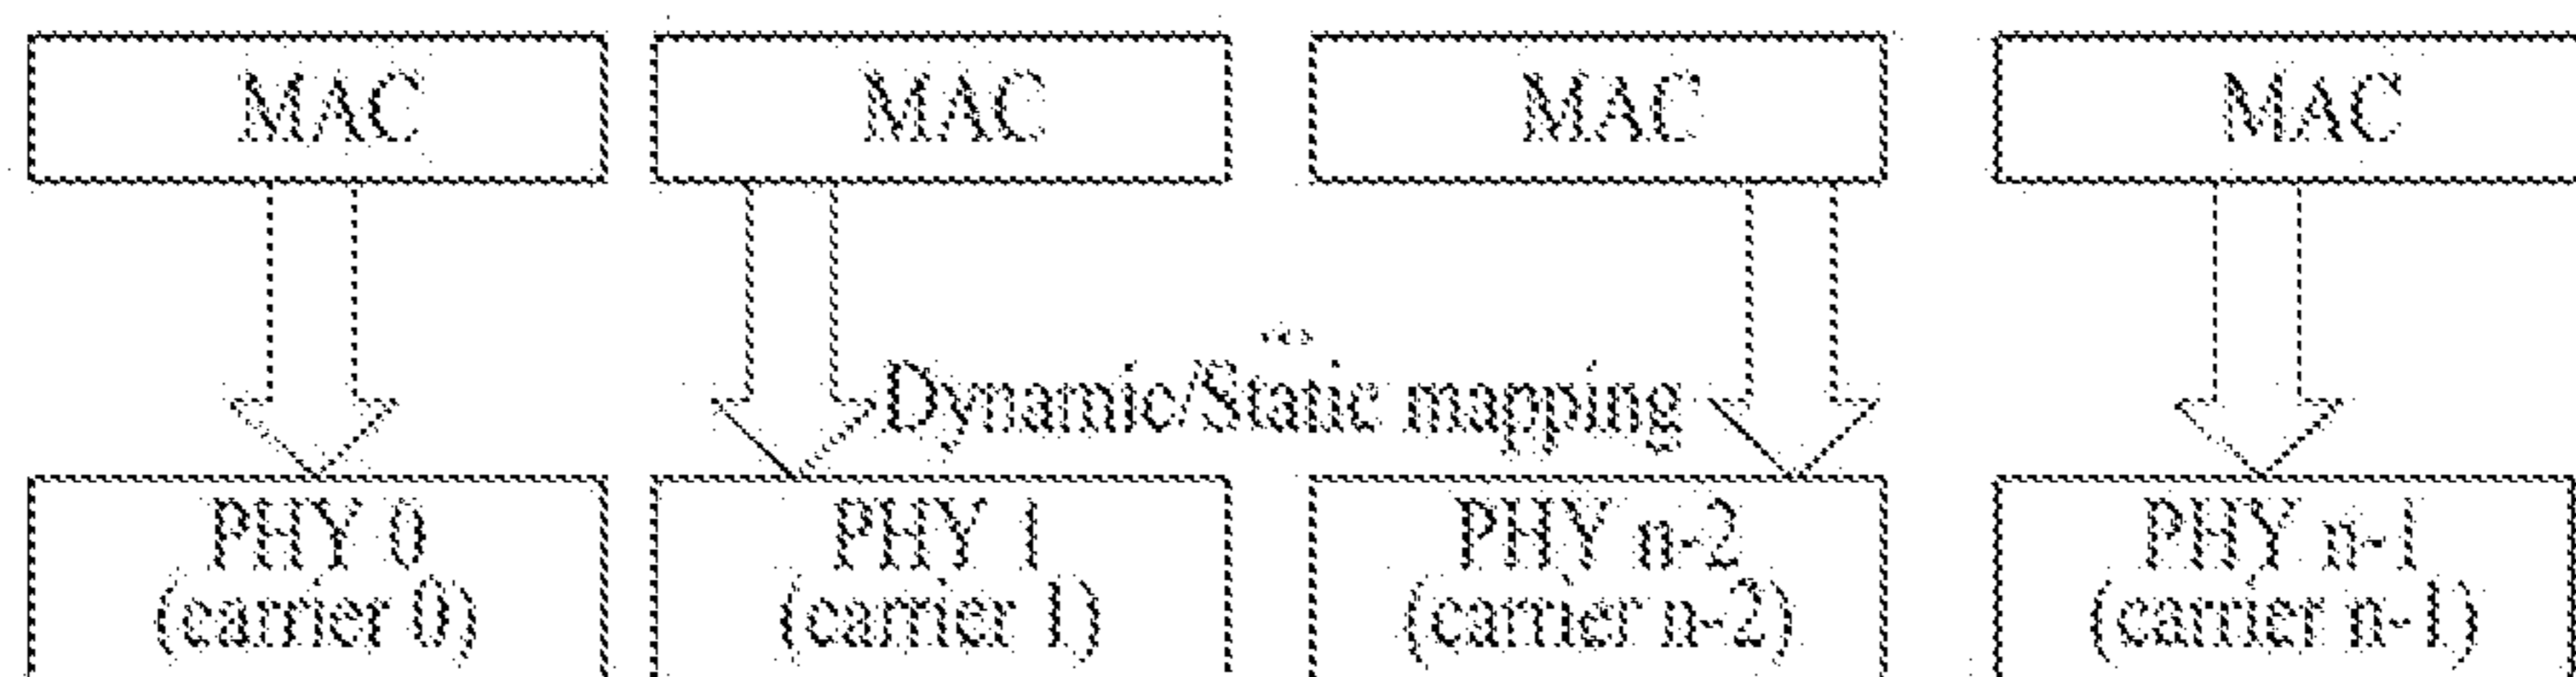 MAC MAC MAC MAC
...
Dynamic/Static mapping
PHY 0 PHY 1 PHY n-2 PHY n-1
(carrier 0) (carrier 1) (carrier n-2) (carrier n-1)